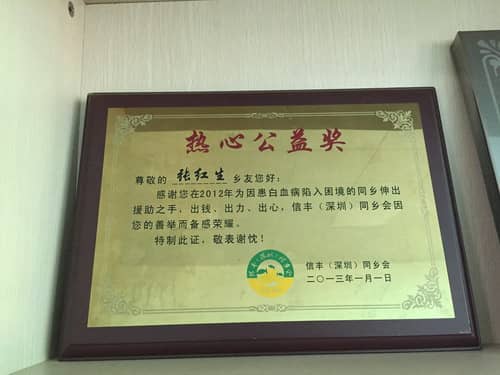 热心公益奖
尊敬的 张红生 乡友您好:
感谢您在2012年为因患白血病陷入困境的同乡伸出
援助之手、出钱、出力、出心,信丰(深圳)同乡会因
您的善举而备感荣耀。
特制此证,敬表谢忱!
信丰(深圳)同乡会
二〇一三年一月一日